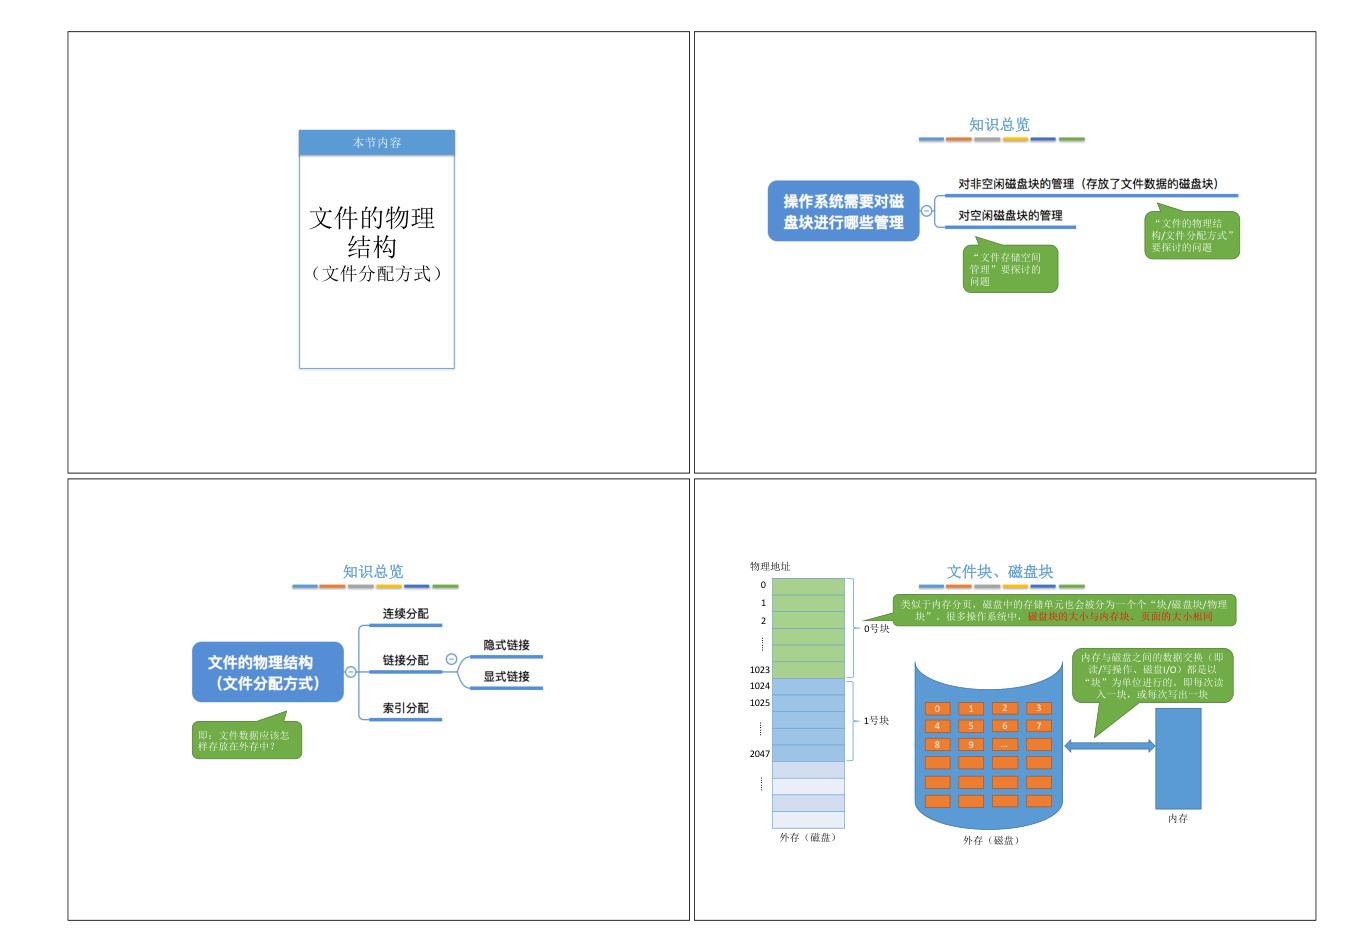 本节内容
文件的物理
结构
（文件分配方式）
知识总览
操作系统需要对磁
盘块进行哪些管理
对非空闲磁盘块的管理（存放了文件数据的磁盘块）
对空闲磁盘块的管理
“文件的物理结
构/文件分配方式”
要探讨的问题
“文件存储空间
管理”要探讨的
问题
知识总览
文件的物理结构
（文件分配方式）
连续分配
链接分配
隐式链接
显式链接
索引分配
即：文件数据应该怎
样存放在外存中？
文件块、磁盘块
物理地址
0
1
2
……
1023
1024
1025
……
2047
……
0号块
1号块
外存（磁盘）
类似于内存分页，磁盘中的存储单元也会被分为一个个“块/磁盘块/物理
块”。很多操作系统中，磁盘块的大小与内存块、页面的大小相同
内存与磁盘之间的数据交换（即
读/写操作、磁盘I/O）都是以
“块”为单位进行的。即每次读
入一块，或每次写出一块
0 1 2 3
4 5 6 7
8 9 …
外存（磁盘）
内存